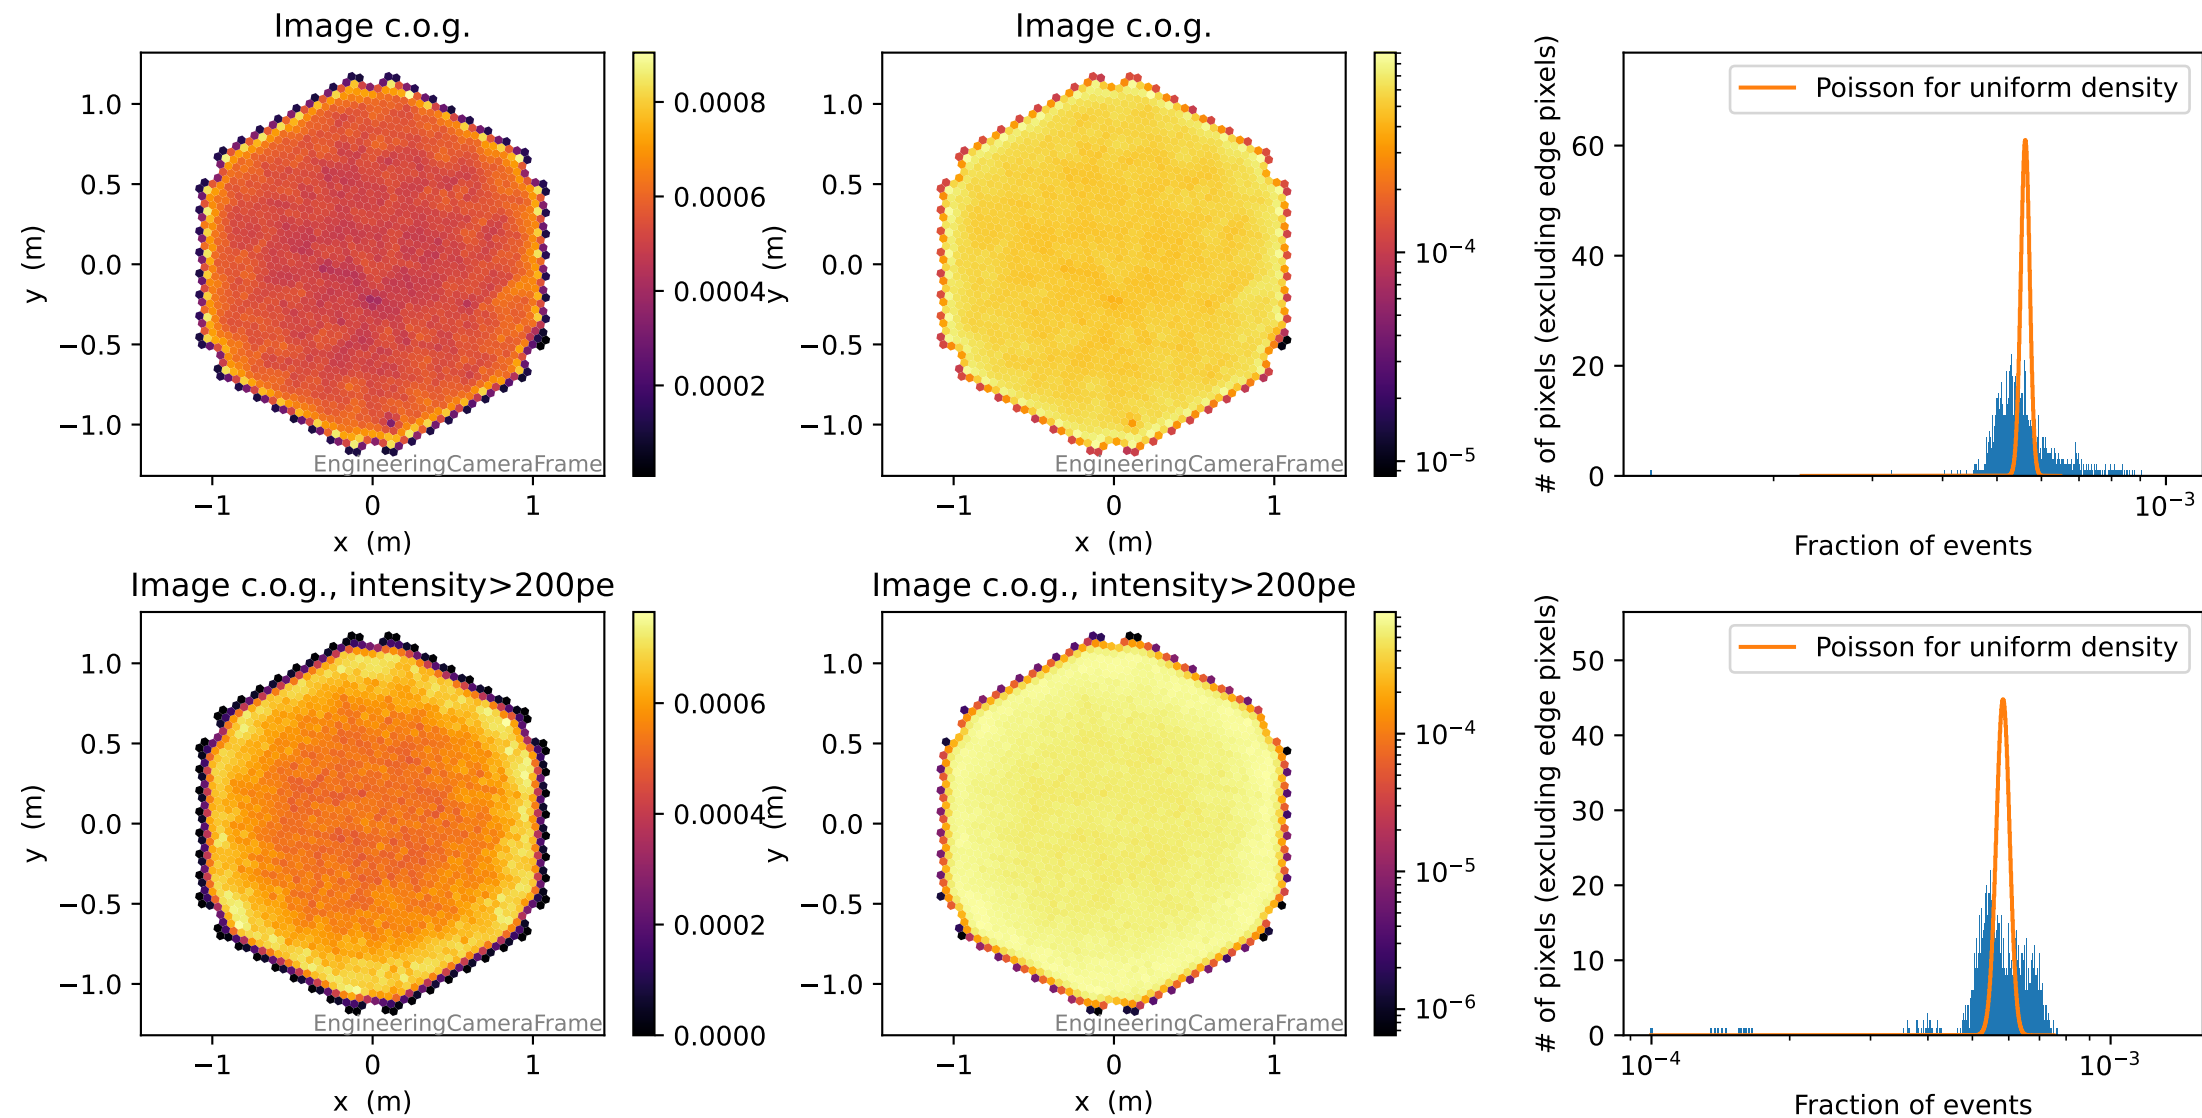 Image c.o.g.
1.0
0.5
0.0
−0.5
−1.0
y (m)
−1
0
1
x (m)
EngineeringCameraFrame
0.0008
0.0006
0.0004
0.0002
Image c.o.g.
1.0
0.5
0.0
−0.5
−1.0
y (m)
−1
0
1
x (m)
EngineeringCameraFrame
10⁻⁴
10⁻⁵
Poisson for uniform density
# of pixels (excluding edge pixels)
60
40
20
0
10⁻³
Fraction of events
Image c.o.g., intensity>200pe
1.0
0.5
0.0
−0.5
−1.0
y (m)
−1
0
1
x (m)
EngineeringCameraFrame
0.0006
0.0004
0.0002
0.0000
Image c.o.g., intensity>200pe
1.0
0.5
0.0
−0.5
−1.0
y (m)
−1
0
1
x (m)
EngineeringCameraFrame
10⁻⁴
10⁻⁵
10⁻⁶
Poisson for uniform density
# of pixels (excluding edge pixels)
50
40
30
20
10
0
10⁻⁴
10⁻³
Fraction of events